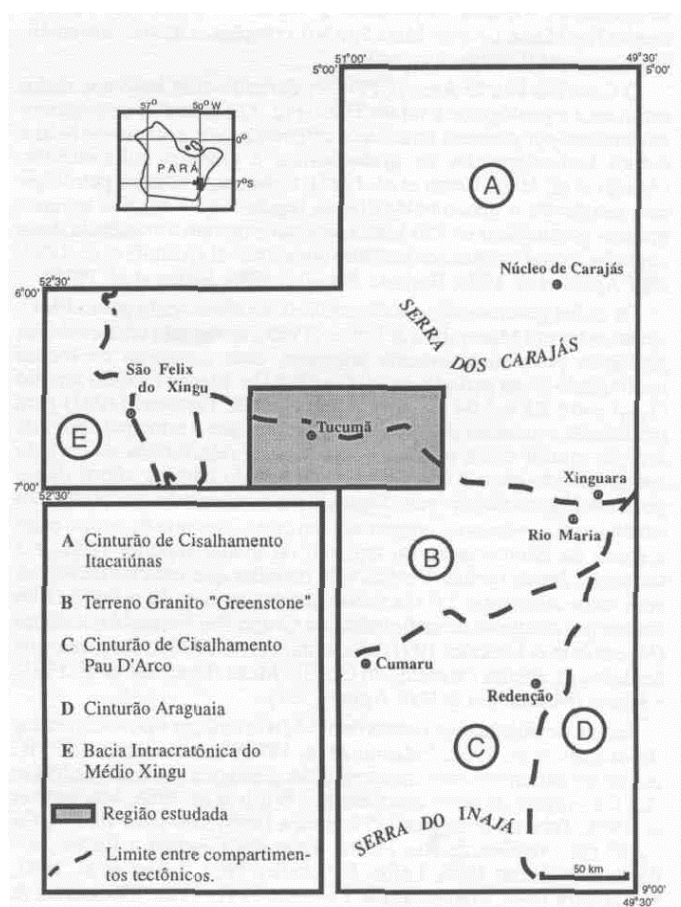 51°00'
49°30'
5°00'
5°00'
57°
50° W
0°
PARÁ
7°S
A
Núcleo de Carajás
52°30'
6°00'
SERRA
DOS CARAJÁS
São Felix
do Xingu
Tucumã
E
7°00'
52°30'
Xinguara
Rio Maria
B
Cumaru
Redenção
D
C
SERRA DO INAJÁ
50 km
9°00'
49°30'
A Cinturão de Cisalhamento
Itacaiúnas
B Terreno Granito "Greenstone"
C Cinturão de Cisalhamento
Pau D'Arco
D Cinturão Araguaia
E Bacia Intracratônica do
Médio Xingu
Região estudada
Limite entre compartimen-
tos tectônicos.